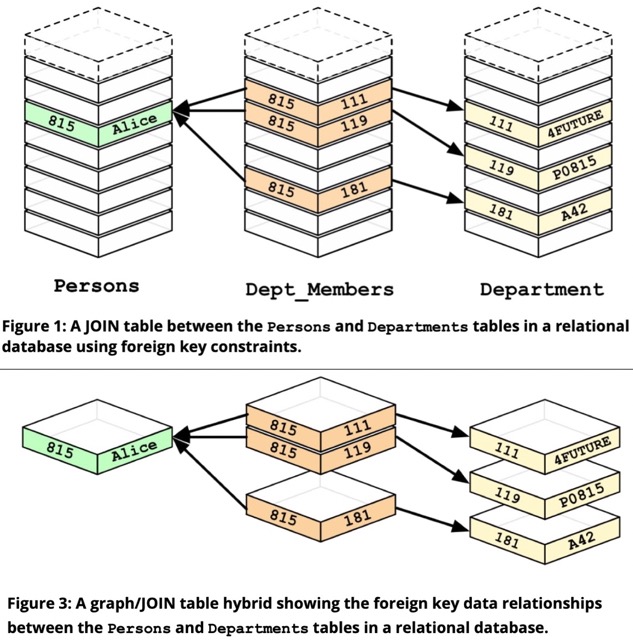 815 Alice
815 111
815 119
815 181
111 4FUTURE
119 P0815
181 A42
Persons
Dept_Members
Department
Figure 1: A JOIN table between the Persons and Departments tables in a relational
database using foreign key constraints.
815 Alice
815 111
815 119
815 181
111 4FUTURE
119 P0815
181 A42
Figure 3: A graph/JOIN table hybrid showing the foreign key data relationships
between the Persons and Departments tables in a relational database.